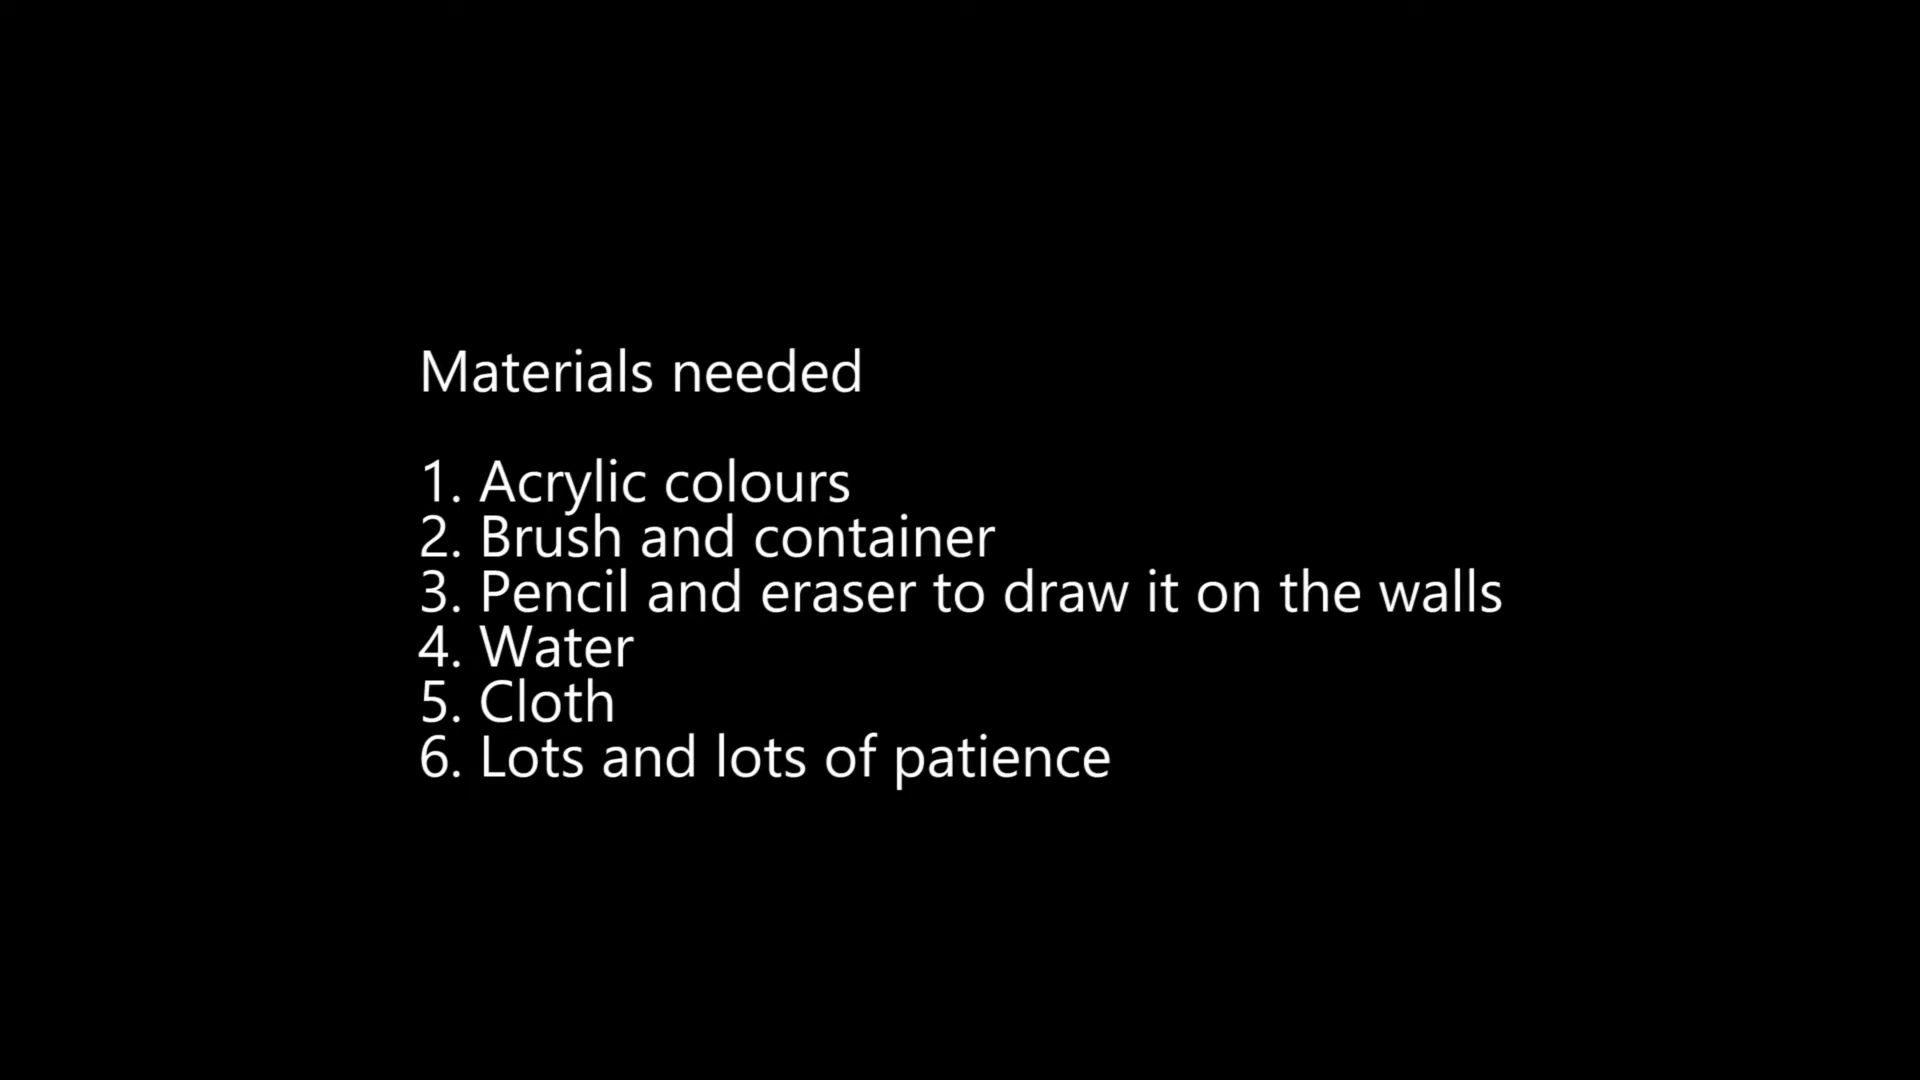 Materials needed
1. Acrylic colours
2. Brush and container
3. Pencil and eraser to draw it on the walls
4. Water
5. Cloth
6. Lots and lots of patience